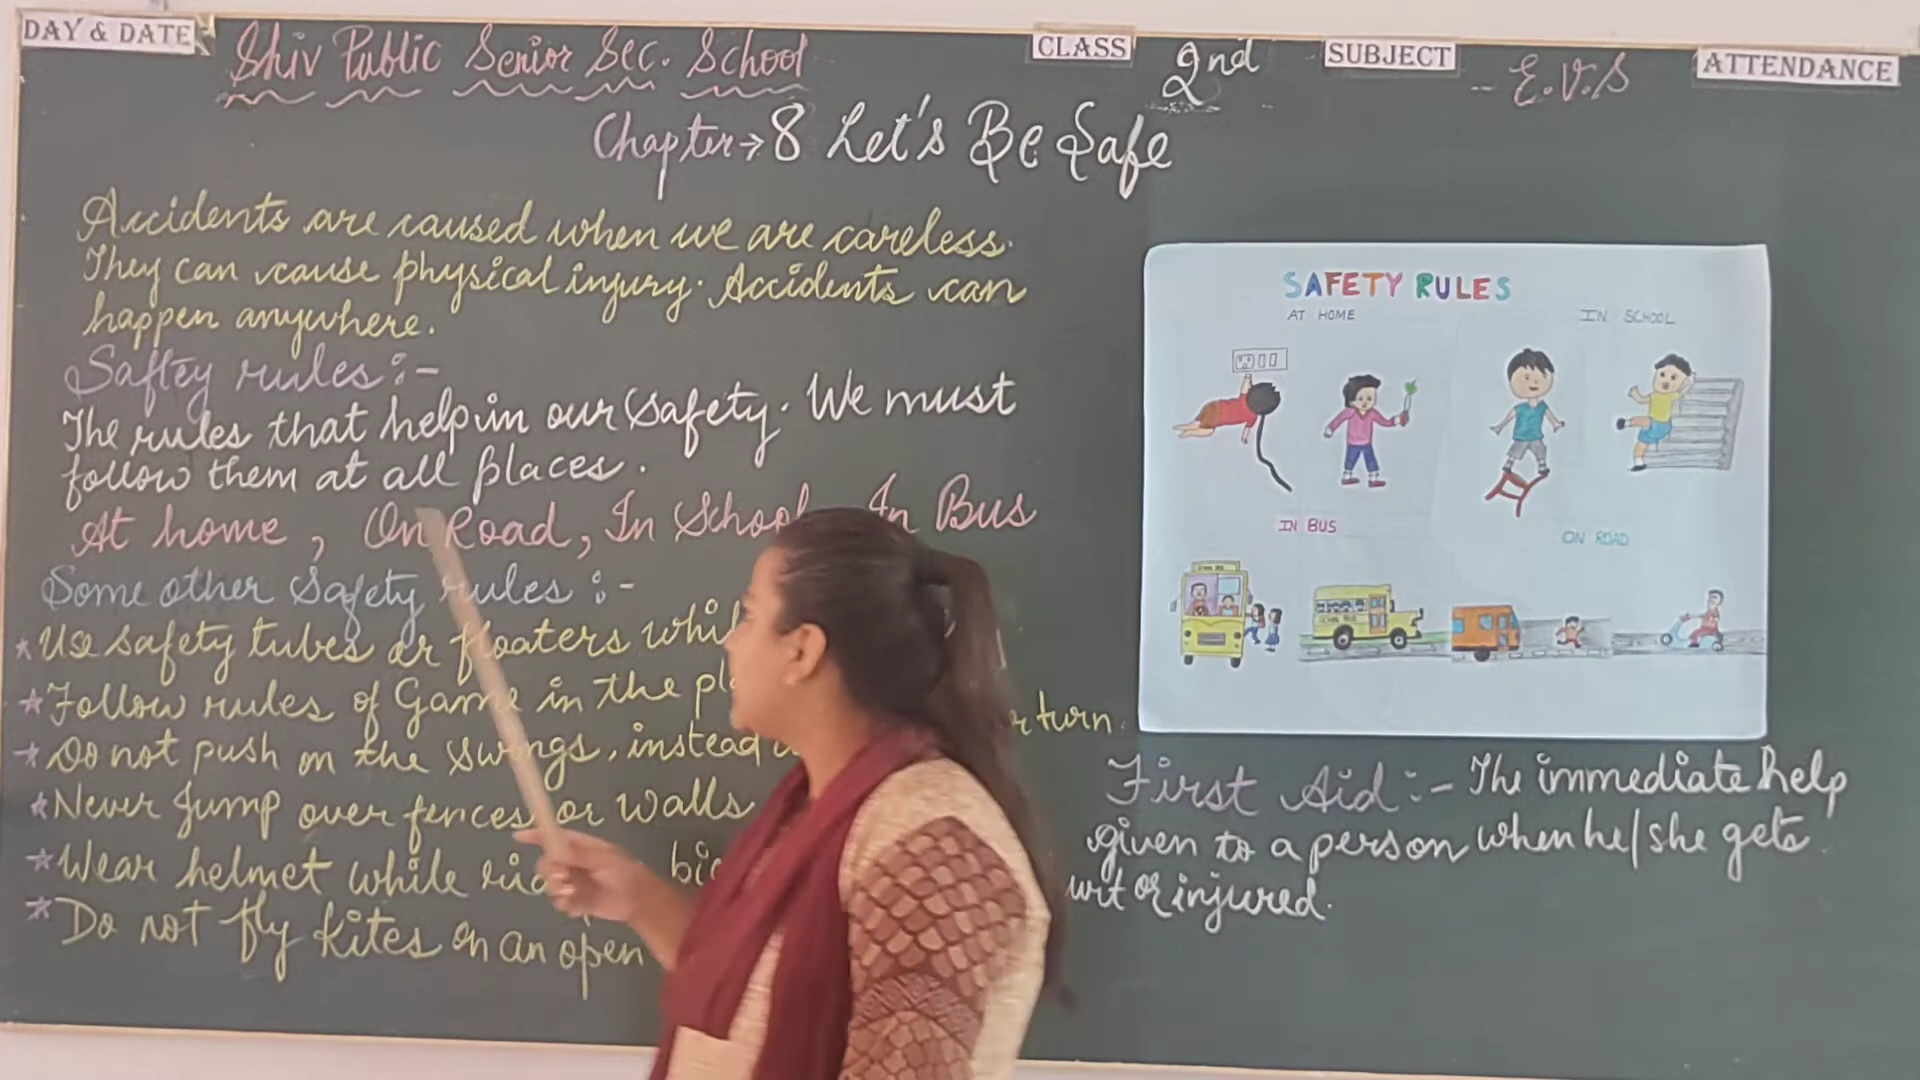 DAY & DATE
Shiv Public Senior Sec. School
CLASS
2nd
SUBJECT
- E.V.S
ATTENDANCE
Chapter→8 Let's Be Safe
Accidents are caused when we are careless.
They can cause physical injury. Accidents can
happen anywhere.
Saftey rules:-
The rules that help in our safety. We must
follow them at all places.
At home, On Road, In School, In Bus
Some other Safety rules:-
* Use safety tubes or floaters
* Follow rules of Game in the
* Do not push on the swings, instead turn.
* Never Jump over fences or walls
* Wear helmet while
* Do not fly kites on an open
SAFETY RULES
AT HOME
IN SCHOOL
IN BUS
ON ROAD
SCHOOL BUS
First Aid:- The immediate help
given to a person when he/she gets
or injured.